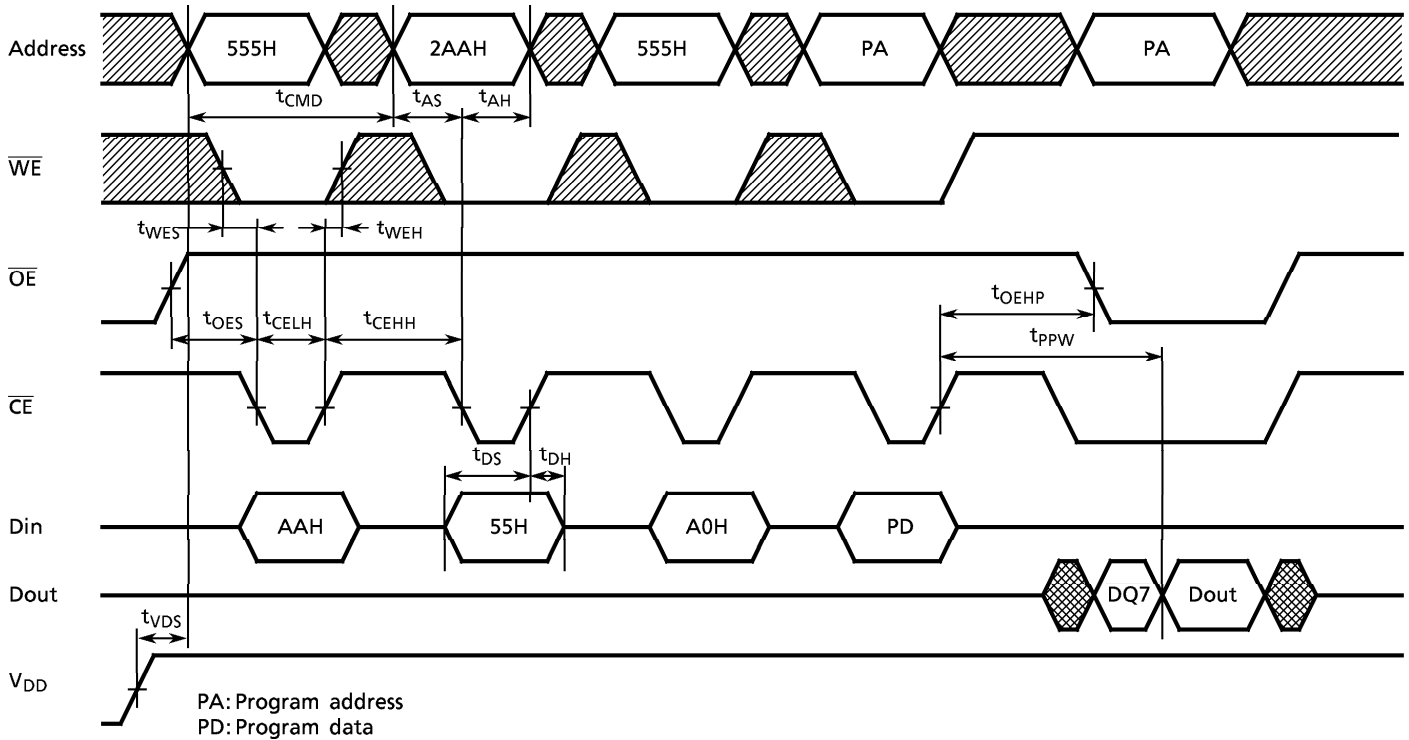 Address 555H 2AAH 555H PA PA
tCMD tAS tAH
WE
tWES tWEH
OE
tOES tCELH tCEHH tOEHP
tPPW
CE
tDS tDH
Din AAH 55H A0H PD
Dout DQ7 Dout
tVDS
VDD
PA: Program address
PD: Program data